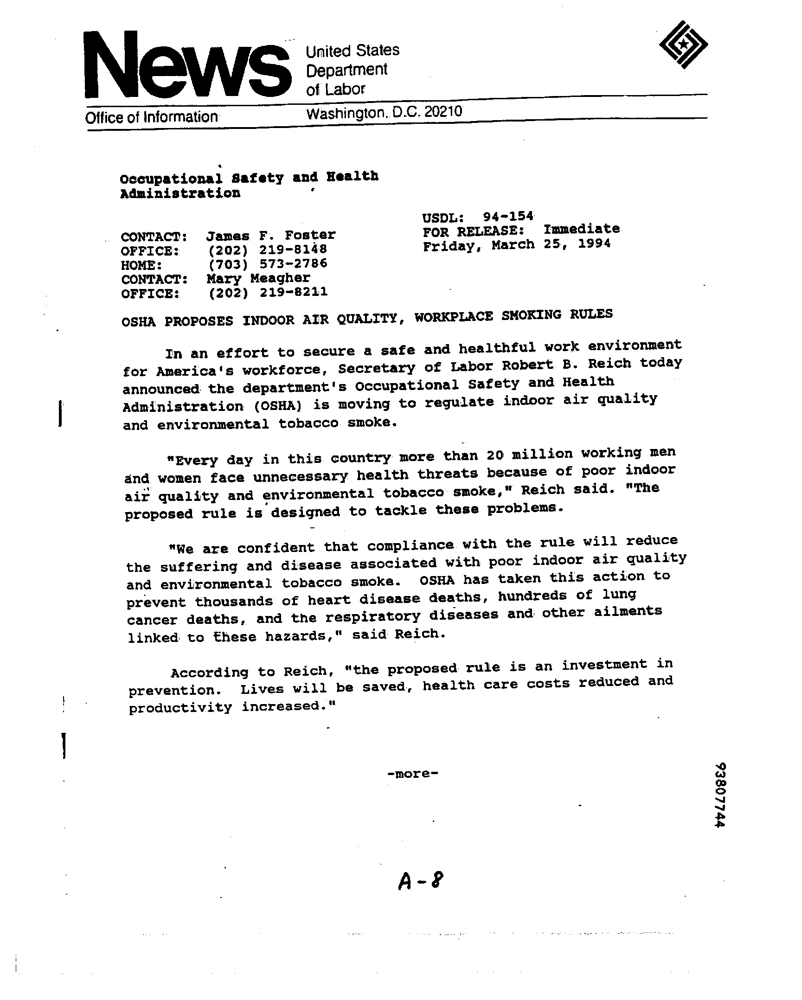 News
United States
Department
of Labor
Office of Information
Washington, D.C. 20210
Occupational Safety and Health
Administration
USDL: 94-154
FOR RELEASE: Immediate
Friday, March 25, 1994
CONTACT: James F. Foster
OFFICE: (202) 219-8148
HOME: (703) 573-2786
CONTACT: Mary Meagher
OFFICE: (202) 219-8211
OSHA PROPOSES INDOOR AIR QUALITY, WORKPLACE SMOKING RULES
In an effort to secure a safe and healthful work environment
for America's workforce, Secretary of Labor Robert B. Reich today
announced the department's Occupational Safety and Health
Administration (OSHA) is moving to regulate indoor air quality
and environmental tobacco smoke.
"Every day in this country more than 20 million working men
and women face unnecessary health threats because of poor indoor
air quality and environmental tobacco smoke," Reich said. "The
proposed rule is designed to tackle these problems.
"We are confident that compliance with the rule will reduce
the suffering and disease associated with poor indoor air quality
and environmental tobacco smoke. OSHA has taken this action to
prevent thousands of heart disease deaths, hundreds of lung
cancer deaths, and the respiratory diseases and other ailments
linked to these hazards," said Reich.
According to Reich, "the proposed rule is an investment in
prevention. Lives will be saved, health care costs reduced and
productivity increased."
-more-
93807744
A-8